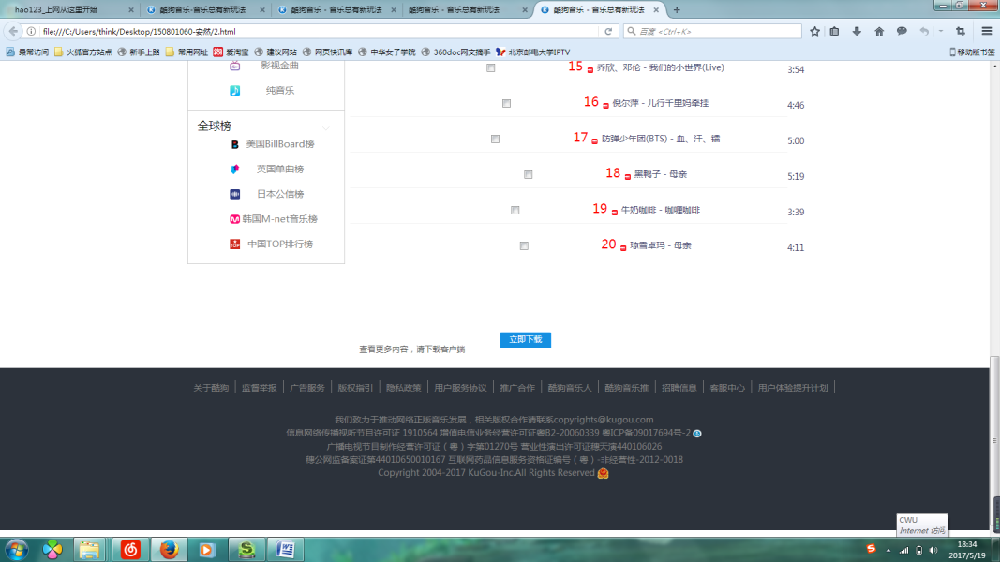 hao123_上网从这里开始
酷狗音乐-音乐总有新玩法
酷狗音乐 - 音乐总有新玩法
酷狗音乐 - 音乐总有新玩法
酷狗音乐 - 音乐总有新玩法
file:///C:/Users/think/Desktop/150801060-安然/2.html
百度 <Ctrl+K>
最常访问 火狐官方站点 新手上路 常用网址 爱淘宝 建议网站 网页快讯库 中华女子学院 360doc网文摘手 北京邮电大学IPTV 移动版书签
影视金曲
纯音乐
全球榜
美国BillBoard榜
英国单曲榜
日本公信榜
韩国M-net音乐榜
中国TOP排行榜
15 乔欣、邓伦 - 我们的小世界(Live) 3:54
16 倪尔萍 - 儿行千里妈牵挂 4:46
17 防弹少年团(BTS) - 血、汗、镭 5:00
18 黑鸭子 - 母亲 5:19
19 牛奶咖啡 - 咖喱咖啡 3:39
20 琼雪卓玛 - 母亲 4:11
查看更多内容，请下载客户端
立即下载
关于酷狗 监督举报 广告服务 版权指引 隐私政策 用户服务协议 推广合作 酷狗音乐人 酷狗音乐推 招聘信息 客服中心 用户体验提升计划
我们致力于推动网络正版音乐发展，相关版权合作请联系copyrights@kugou.com
信息网络传播视听节目许可证 1910564 增值电信业务经营许可证粤B2-20060339 粤ICP备09017694号-2
广播电视节目制作经营许可证（粤）字第01270号 营业性演出许可证穗天演440106026
穗公网监备案证第44010650010167 互联网药品信息服务资格证编号（粤）-非经营性-2012-0018
Copyright 2004-2017 KuGou-Inc.All Rights Reserved
CWU
Internet 访问
18:34
2017/5/19